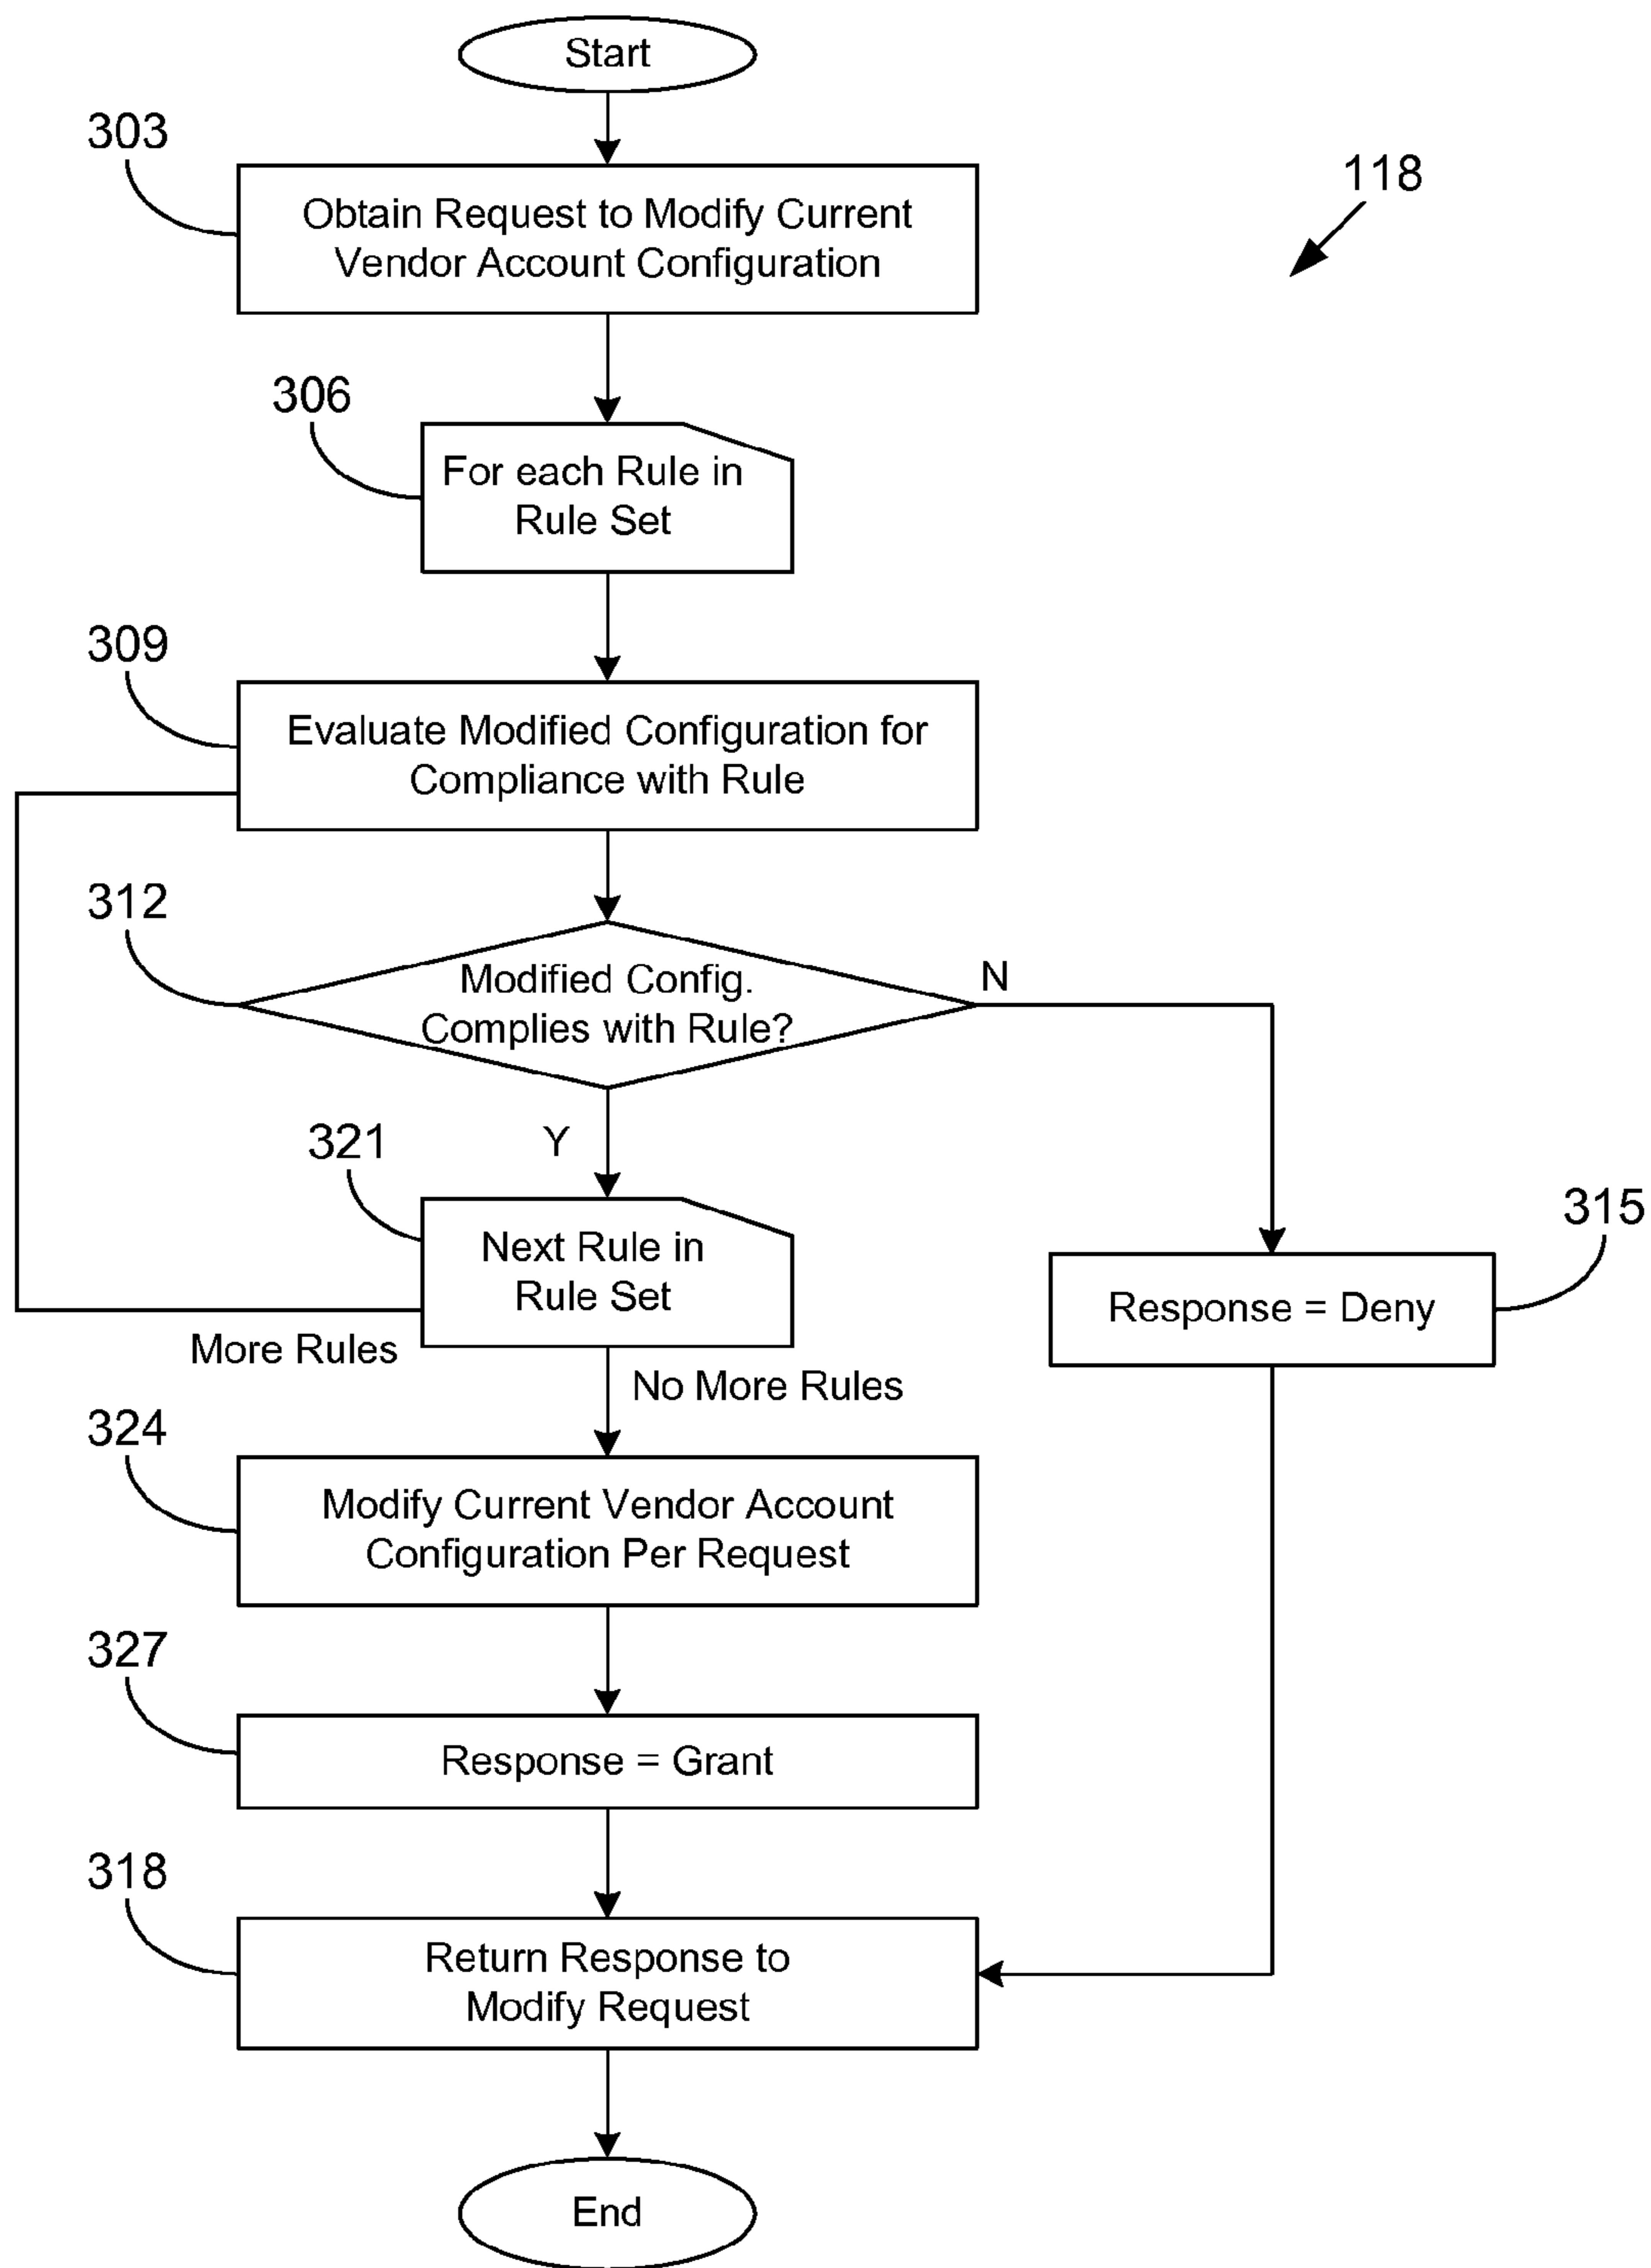 Start
303
118
Obtain Request to Modify Current
Vendor Account Configuration
306
For each Rule in
Rule Set
309
Evaluate Modified Configuration for
Compliance with Rule
312
Modified Config.
Complies with Rule?
N
Y
321
Next Rule in
Rule Set
315
Response = Deny
More Rules
No More Rules
324
Modify Current Vendor Account
Configuration Per Request
327
Response = Grant
318
Return Response to
Modify Request
End